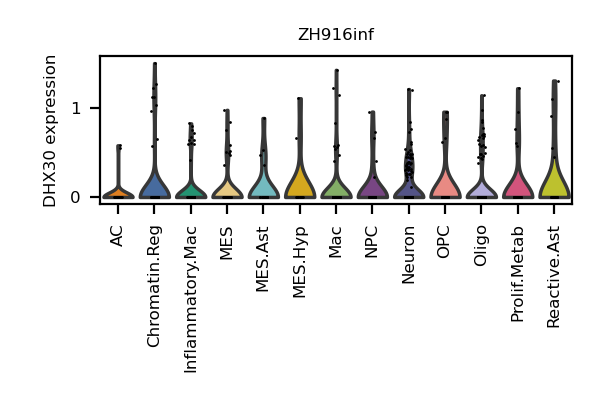 ZH916inf
DHX30 expression
1
0
AC
Chromatin.Reg
Inflammatory.Mac
MES
MES.Ast
MES.Hyp
Mac
NPC
Neuron
OPC
Oligo
Prolif.Metab
Reactive.Ast